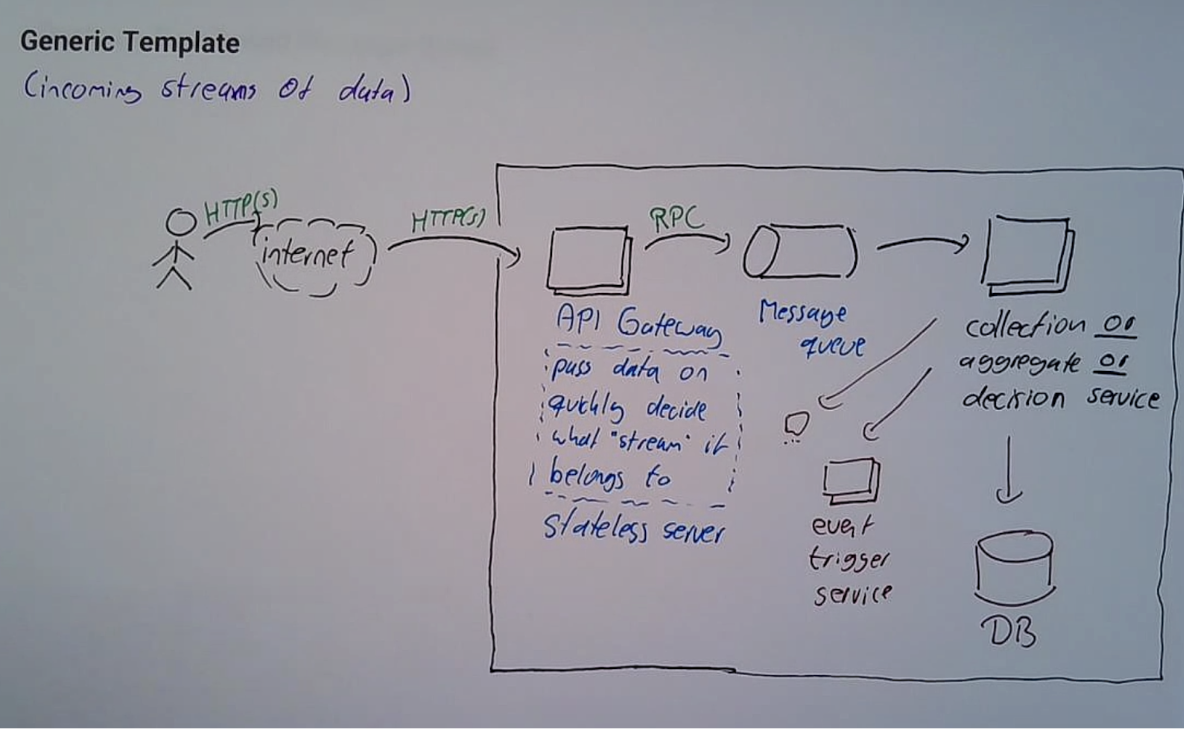 Generic Template
(incoming streams of data)
HTTP(S)
internet
HTTP(S)
RPC
API Gateway
pass data on
quickly decide
what "stream" it
belongs to
Stateless server
Message
queue
collection or
aggregate or
decision service
event
trigger
service
DB